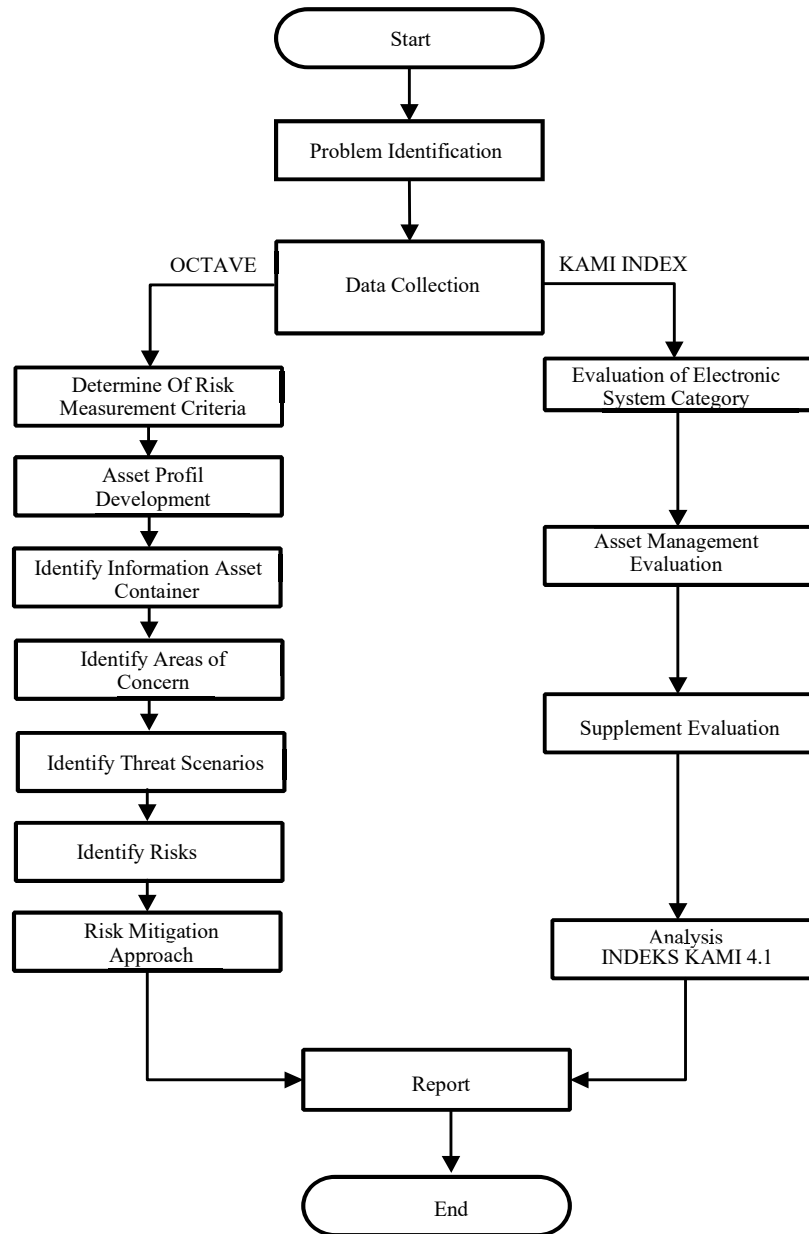 Start
Problem Identification
Data Collection
OCTAVE
KAMI INDEX
Determine Of Risk
Measurement Criteria
Asset Profil
Development
Identify Information Asset
Container
Identify Areas of
Concern
Identify Threat Scenarios
Identify Risks
Risk Mitigation
Approach
Evaluation of Electronic
System Category
Asset Management
Evaluation
Supplement Evaluation
Analysis
INDEKS KAMI 4.1
Report
End